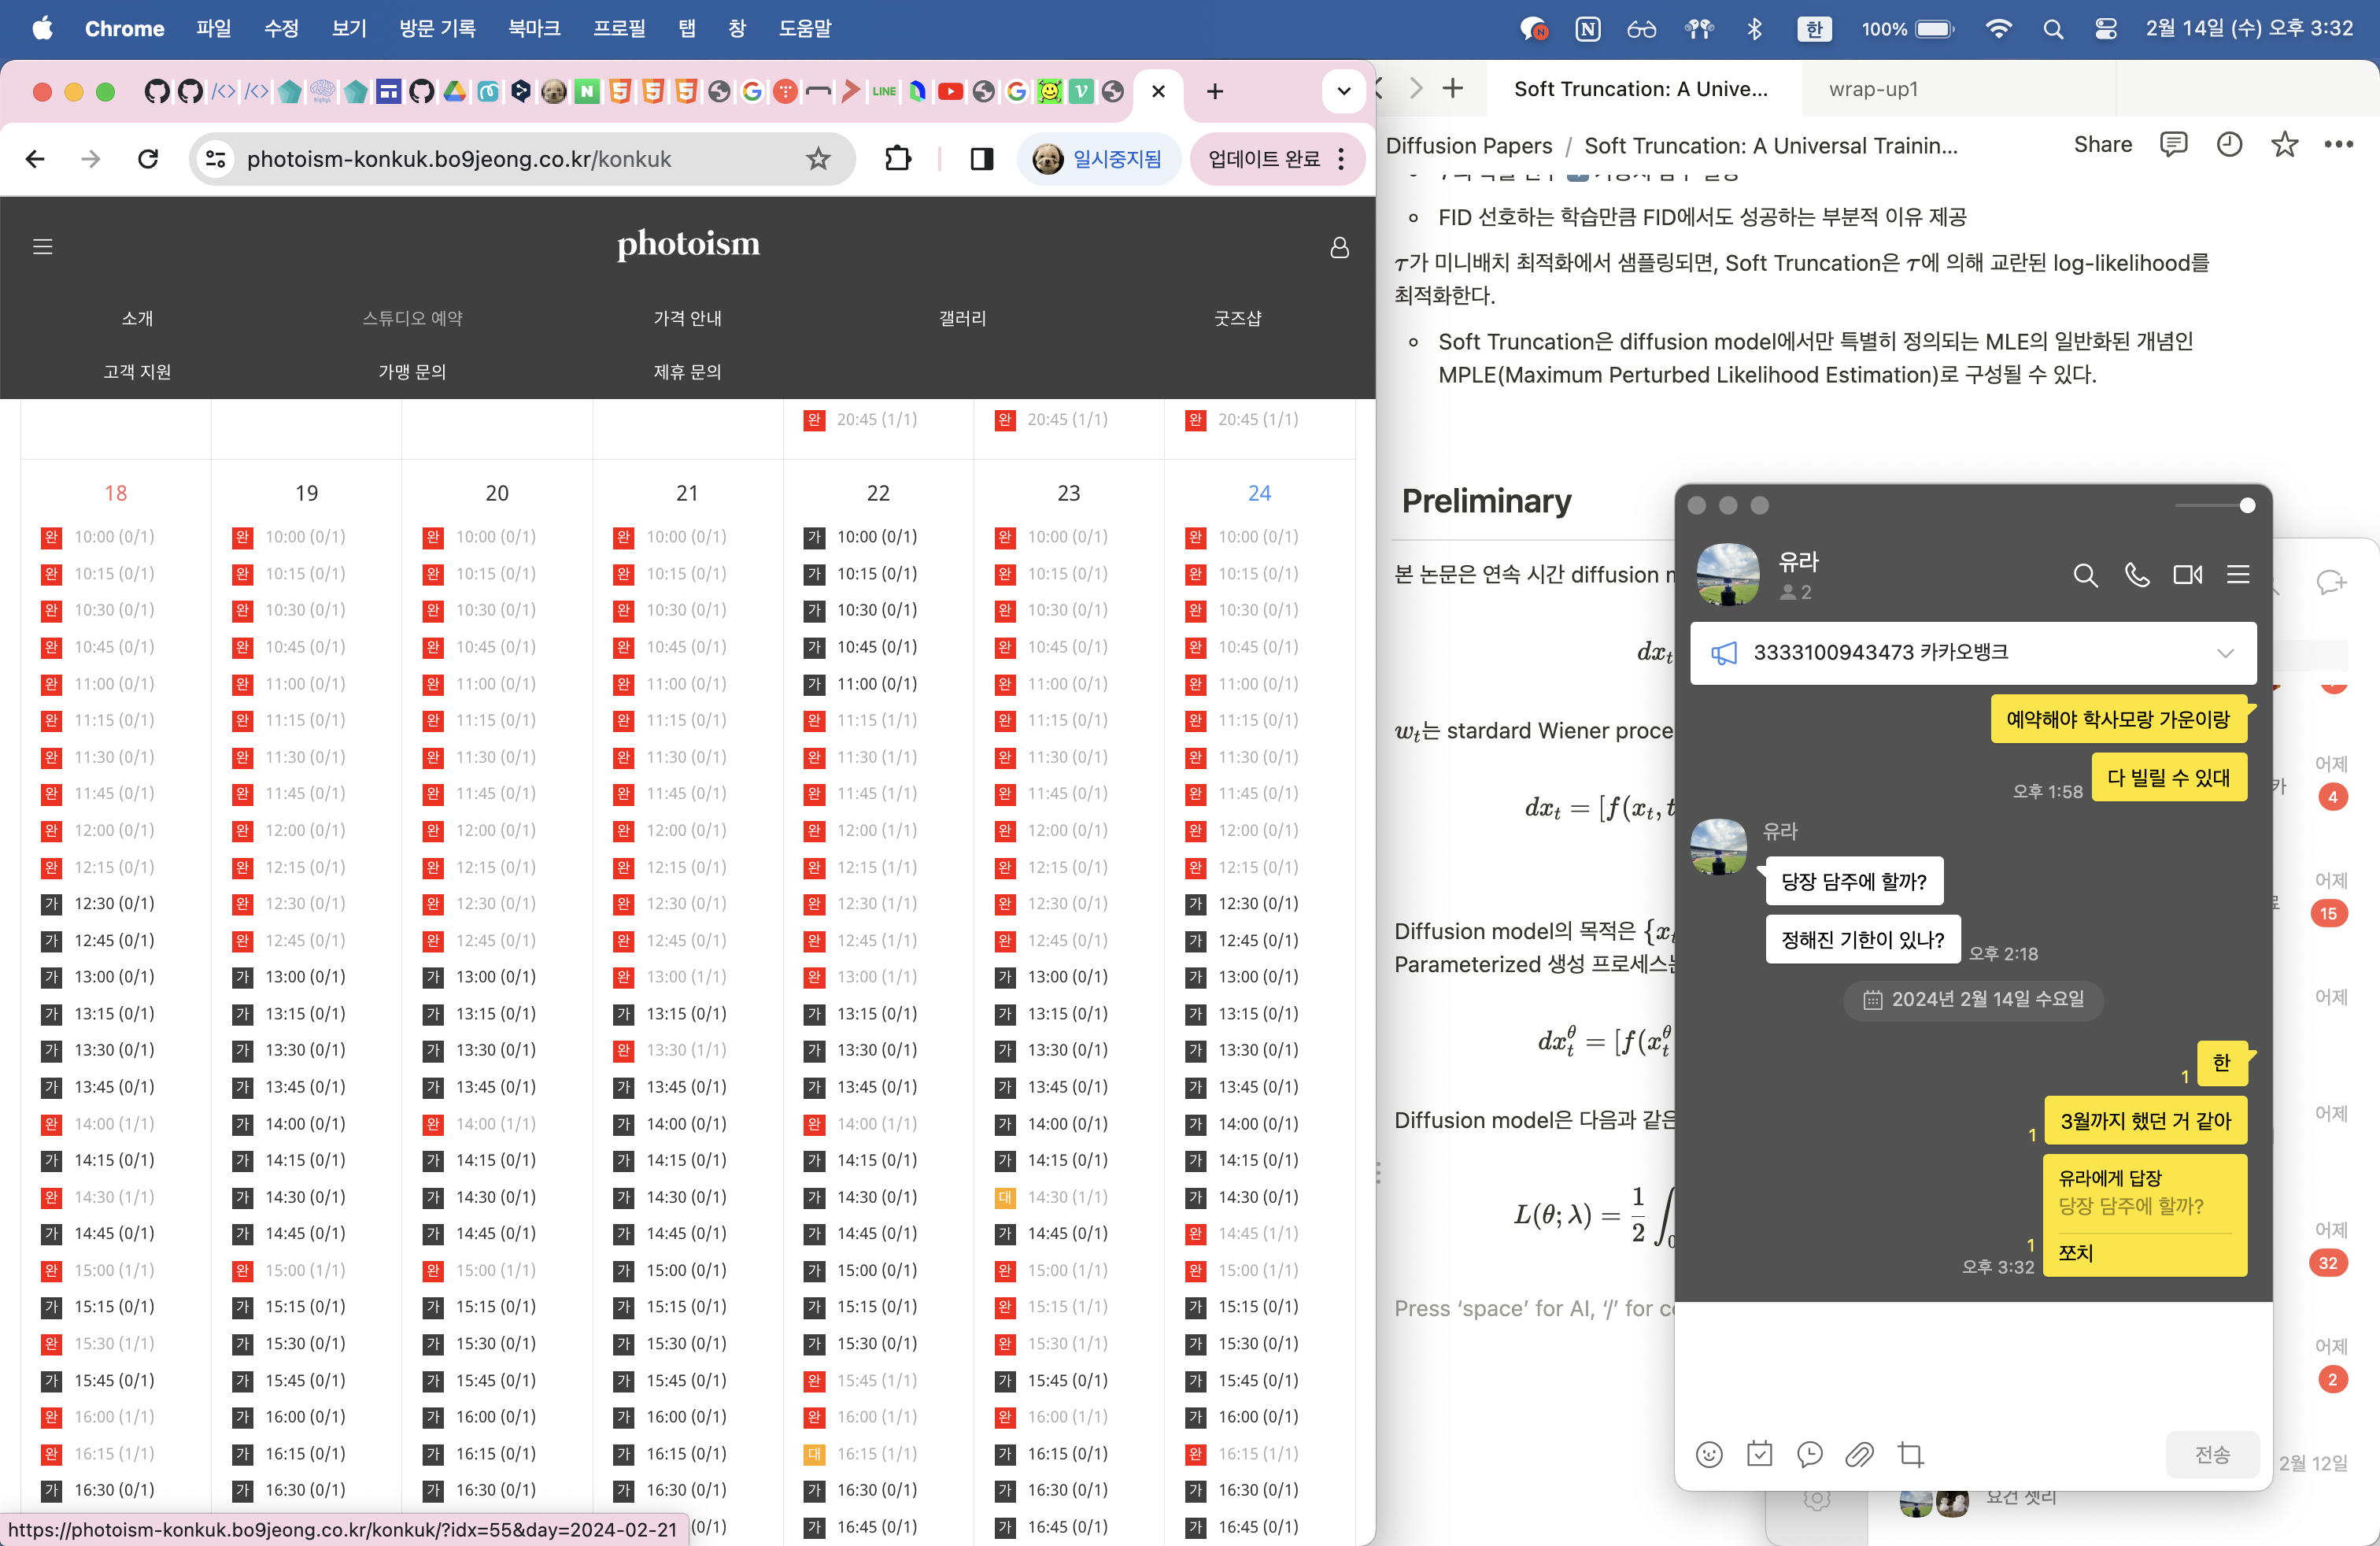 Chrome 파일 수정 보기 방문 기록 북마크 프로필 탭 창 도움말
한 100% 2월 14일 (수) 오후 3:32
LINE
photoism-konkuk.bo9jeong.co.kr/konkuk
일시중지됨
업데이트 완료
photoism
소개 스튜디오 예약 가격 안내 갤러리 굿즈샵
고객 지원 가맹 문의 제휴 문의
완 20:45 (1/1) 완 20:45 (1/1) 완 20:45 (1/1)
18 19 20 21 22 23 24
완 10:00 (0/1) 완 10:00 (0/1) 완 10:00 (0/1) 완 10:00 (0/1) 가 10:00 (0/1) 완 10:00 (0/1) 완 10:00 (0/1)
완 10:15 (0/1) 완 10:15 (0/1) 완 10:15 (0/1) 완 10:15 (0/1) 가 10:15 (0/1) 완 10:15 (0/1) 완 10:15 (0/1)
완 10:30 (0/1) 완 10:30 (0/1) 완 10:30 (0/1) 완 10:30 (0/1) 가 10:30 (0/1) 완 10:30 (0/1) 완 10:30 (0/1)
완 10:45 (0/1) 완 10:45 (0/1) 완 10:45 (0/1) 완 10:45 (0/1) 가 10:45 (0/1) 완 10:45 (0/1) 완 10:45 (0/1)
완 11:00 (0/1) 완 11:00 (0/1) 완 11:00 (0/1) 완 11:00 (0/1) 가 11:00 (0/1) 완 11:00 (0/1) 완 11:00 (0/1)
완 11:15 (0/1) 완 11:15 (0/1) 완 11:15 (0/1) 완 11:15 (0/1) 완 11:15 (1/1) 완 11:15 (0/1) 완 11:15 (0/1)
완 11:30 (0/1) 완 11:30 (0/1) 완 11:30 (0/1) 완 11:30 (0/1) 완 11:30 (1/1) 완 11:30 (0/1) 완 11:30 (0/1)
완 11:45 (0/1) 완 11:45 (0/1) 완 11:45 (0/1) 완 11:45 (0/1) 완 11:45 (1/1) 완 11:45 (0/1) 완 11:45 (0/1)
완 12:00 (0/1) 완 12:00 (0/1) 완 12:00 (0/1) 완 12:00 (0/1) 완 12:00 (1/1) 완 12:00 (0/1) 완 12:00 (0/1)
완 12:15 (0/1) 완 12:15 (0/1) 완 12:15 (0/1) 완 12:15 (0/1) 완 12:15 (1/1) 완 12:15 (0/1) 완 12:15 (0/1)
가 12:30 (0/1) 완 12:30 (0/1) 완 12:30 (0/1) 완 12:30 (0/1) 완 12:30 (1/1) 완 12:30 (0/1) 가 12:30 (0/1)
가 12:45 (0/1) 완 12:45 (0/1) 완 12:45 (0/1) 완 12:45 (0/1) 완 12:45 (1/1) 완 12:45 (0/1) 가 12:45 (0/1)
가 13:00 (0/1) 가 13:00 (0/1) 가 13:00 (0/1) 완 13:00 (1/1) 완 13:00 (1/1) 가 13:00 (0/1) 가 13:00 (0/1)
가 13:15 (0/1) 가 13:15 (0/1) 가 13:15 (0/1) 가 13:15 (0/1) 가 13:15 (0/1) 가 13:15 (0/1) 가 13:15 (0/1)
가 13:30 (0/1) 가 13:30 (0/1) 가 13:30 (0/1) 완 13:30 (1/1) 가 13:30 (0/1) 가 13:30 (0/1) 가 13:30 (0/1)
가 13:45 (0/1) 가 13:45 (0/1) 가 13:45 (0/1) 가 13:45 (0/1) 가 13:45 (0/1) 가 13:45 (0/1) 가 13:45 (0/1)
완 14:00 (1/1) 가 14:00 (0/1) 완 14:00 (1/1) 가 14:00 (0/1) 완 14:00 (1/1) 가 14:00 (0/1) 가 14:00 (0/1)
가 14:15 (0/1) 가 14:15 (0/1) 가 14:15 (0/1) 가 14:15 (0/1) 가 14:15 (0/1) 가 14:15 (0/1) 가 14:15 (0/1)
완 14:30 (1/1) 가 14:30 (0/1) 가 14:30 (0/1) 가 14:30 (0/1) 가 14:30 (0/1) 대 14:30 (1/1) 가 14:30 (0/1)
가 14:45 (0/1) 가 14:45 (0/1) 가 14:45 (0/1) 가 14:45 (0/1) 가 14:45 (0/1) 가 14:45 (0/1) 완 14:45 (1/1)
완 15:00 (1/1) 완 15:00 (1/1) 완 15:00 (1/1) 가 15:00 (0/1) 가 15:00 (0/1) 완 15:00 (1/1) 완 15:00 (1/1)
가 15:15 (0/1) 가 15:15 (0/1) 가 15:15 (0/1) 가 15:15 (0/1) 가 15:15 (0/1) 완 15:15 (1/1) 가 15:15 (0/1)
완 15:30 (1/1) 가 15:30 (0/1) 가 15:30 (0/1) 가 15:30 (0/1) 가 15:30 (0/1) 완 15:30 (1/1) 가 15:30 (0/1)
가 15:45 (0/1) 가 15:45 (0/1) 가 15:45 (0/1) 가 15:45 (0/1) 완 15:45 (1/1) 가 15:45 (0/1) 가 15:45 (0/1)
완 16:00 (1/1) 가 16:00 (0/1) 가 16:00 (0/1) 가 16:00 (0/1) 완 16:00 (1/1) 완 16:00 (1/1) 가 16:00 (0/1)
완 16:15 (1/1) 가 16:15 (0/1) 가 16:15 (0/1) 가 16:15 (0/1) 대 16:15 (1/1) 가 16:15 (0/1) 완 16:15 (1/1)
가 16:30 (0/1) 가 16:30 (0/1) 가 16:30 (0/1) 가 16:30 (0/1) 가 16:30 (0/1) 가 16:30 (0/1) 가 16:30 (0/1)
(0/1) 가 16:45 (0/1) 가 16:45 (0/1) 가 16:45 (0/1)
https://photoism-konkuk.bo9jeong.co.kr/konkuk/?idx=55&day=2024-02-21
Soft Truncation: A Unive... wrap-up1
Diffusion Papers / Soft Truncation: A Universal Trainin... Share
FID 선호하는 학습만큼 FID에서도 성공하는 부분적 이유 제공
τ가 미니배치 최적화에서 샘플링되면, Soft Truncation은 τ에 의해 교란된 log-likelihood를
최적화한다.
Soft Truncation은 diffusion model에서만 특별히 정의되는 MLE의 일반화된 개념인
MPLE(Maximum Perturbed Likelihood Estimation)로 구성될 수 있다.
Preliminary
본 논문은 연속 시간 diffusion
dx_t
w_t는 stardard Wiener proce
dx_t = [f(x_t, t
Diffusion model의 목적은 {x_t
Parameterized 생성 프로세스는
dx_t^θ = [f(x_t^θ
Diffusion model은 다음과 같은
L(θ; λ) = 1/2 ∫_0
Press ‘space’ for AI, ‘/’ for c
유라
2
3333100943473 카카오뱅크
예약해야 학사모랑 가운이랑
다 빌릴 수 있대
오후 1:58
유라
당장 담주에 할까?
정해진 기한이 있나?
오후 2:18
2024년 2월 14일 수요일
한
1
3월까지 했던 거 같아
1
유라에게 답장
당장 담주에 할까?
쪼치
1
오후 3:32
전송
어제
4
어제
15
어제
어제
어제
32
어제
2
2월 12일
요건 셋리